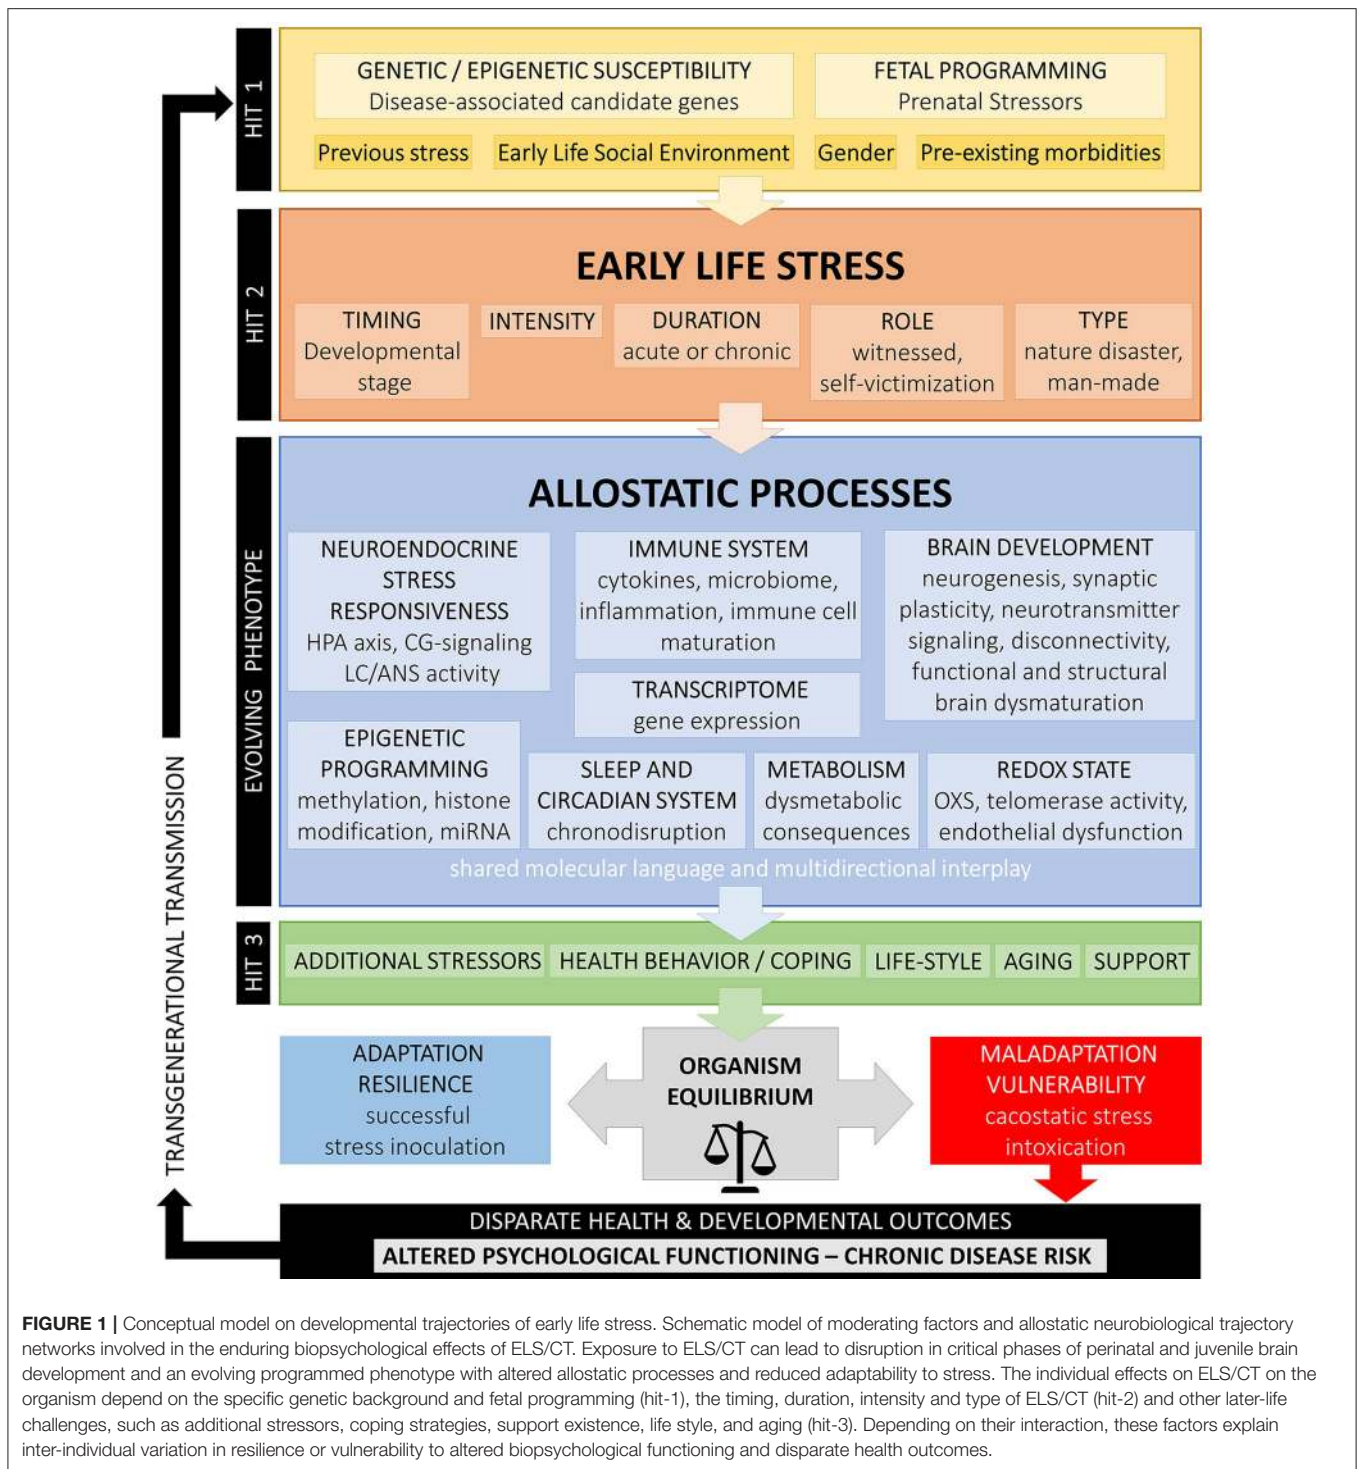 HIT 1
GENETIC / EPIGENETIC SUSCEPTIBILITY
Disease-associated candidate genes
FETAL PROGRAMMING
Prenatal Stressors
Previous stress
Early Life Social Environment
Gender
Pre-existing morbidities
HIT 2
EARLY LIFE STRESS
TIMING
Developmental
stage
INTENSITY
DURATION
acute or chronic
ROLE
witnessed,
self-victimization
TYPE
nature disaster,
man-made
EVOLVING PHENOTYPE
ALLOSTATIC PROCESSES
NEUROENDOCRINE
STRESS
RESPONSIVENESS
HPA axis, CG-signaling
LC/ANS activity
IMMUNE SYSTEM
cytokines, microbiome,
inflammation, immune cell
maturation
BRAIN DEVELOPMENT
neurogenesis, synaptic
plasticity, neurotransmitter
signaling, disconnectivity,
functional and structural
brain dysmaturation
TRANSCRIPTOME
gene expression
EPIGENETIC
PROGRAMMING
methylation, histone
modification, miRNA
SLEEP AND
CIRCADIAN SYSTEM
chronodisruption
METABOLISM
dysmetabolic
consequences
REDOX STATE
OXS, telomerase activity,
endothelial dysfunction
shared molecular language and multidirectional interplay
HIT 3
ADDITIONAL STRESSORS
HEALTH BEHAVIOR / COPING
LIFE-STYLE
AGING
SUPPORT
TRANSGENERATIONAL TRANSMISSION
ADAPTATION
RESILIENCE
successful
stress inoculation
ORGANISM
EQUILIBRIUM
MALADAPTATION
VULNERABILITY
cacostatic stress
intoxication
DISPARATE HEALTH & DEVELOPMENTAL OUTCOMES
ALTERED PSYCHOLOGICAL FUNCTIONING – CHRONIC DISEASE RISK
FIGURE 1 | Conceptual model on developmental trajectories of early life stress. Schematic model of moderating factors and allostatic neurobiological trajectory
networks involved in the enduring biopsychological effects of ELS/CT. Exposure to ELS/CT can lead to disruption in critical phases of perinatal and juvenile brain
development and an evolving programmed phenotype with altered allostatic processes and reduced adaptability to stress. The individual effects on ELS/CT on the
organism depend on the specific genetic background and fetal programming (hit-1), the timing, duration, intensity and type of ELS/CT (hit-2) and other later-life
challenges, such as additional stressors, coping strategies, support existence, life style, and aging (hit-3). Depending on their interaction, these factors explain
inter-individual variation in resilience or vulnerability to altered biopsychological functioning and disparate health outcomes.